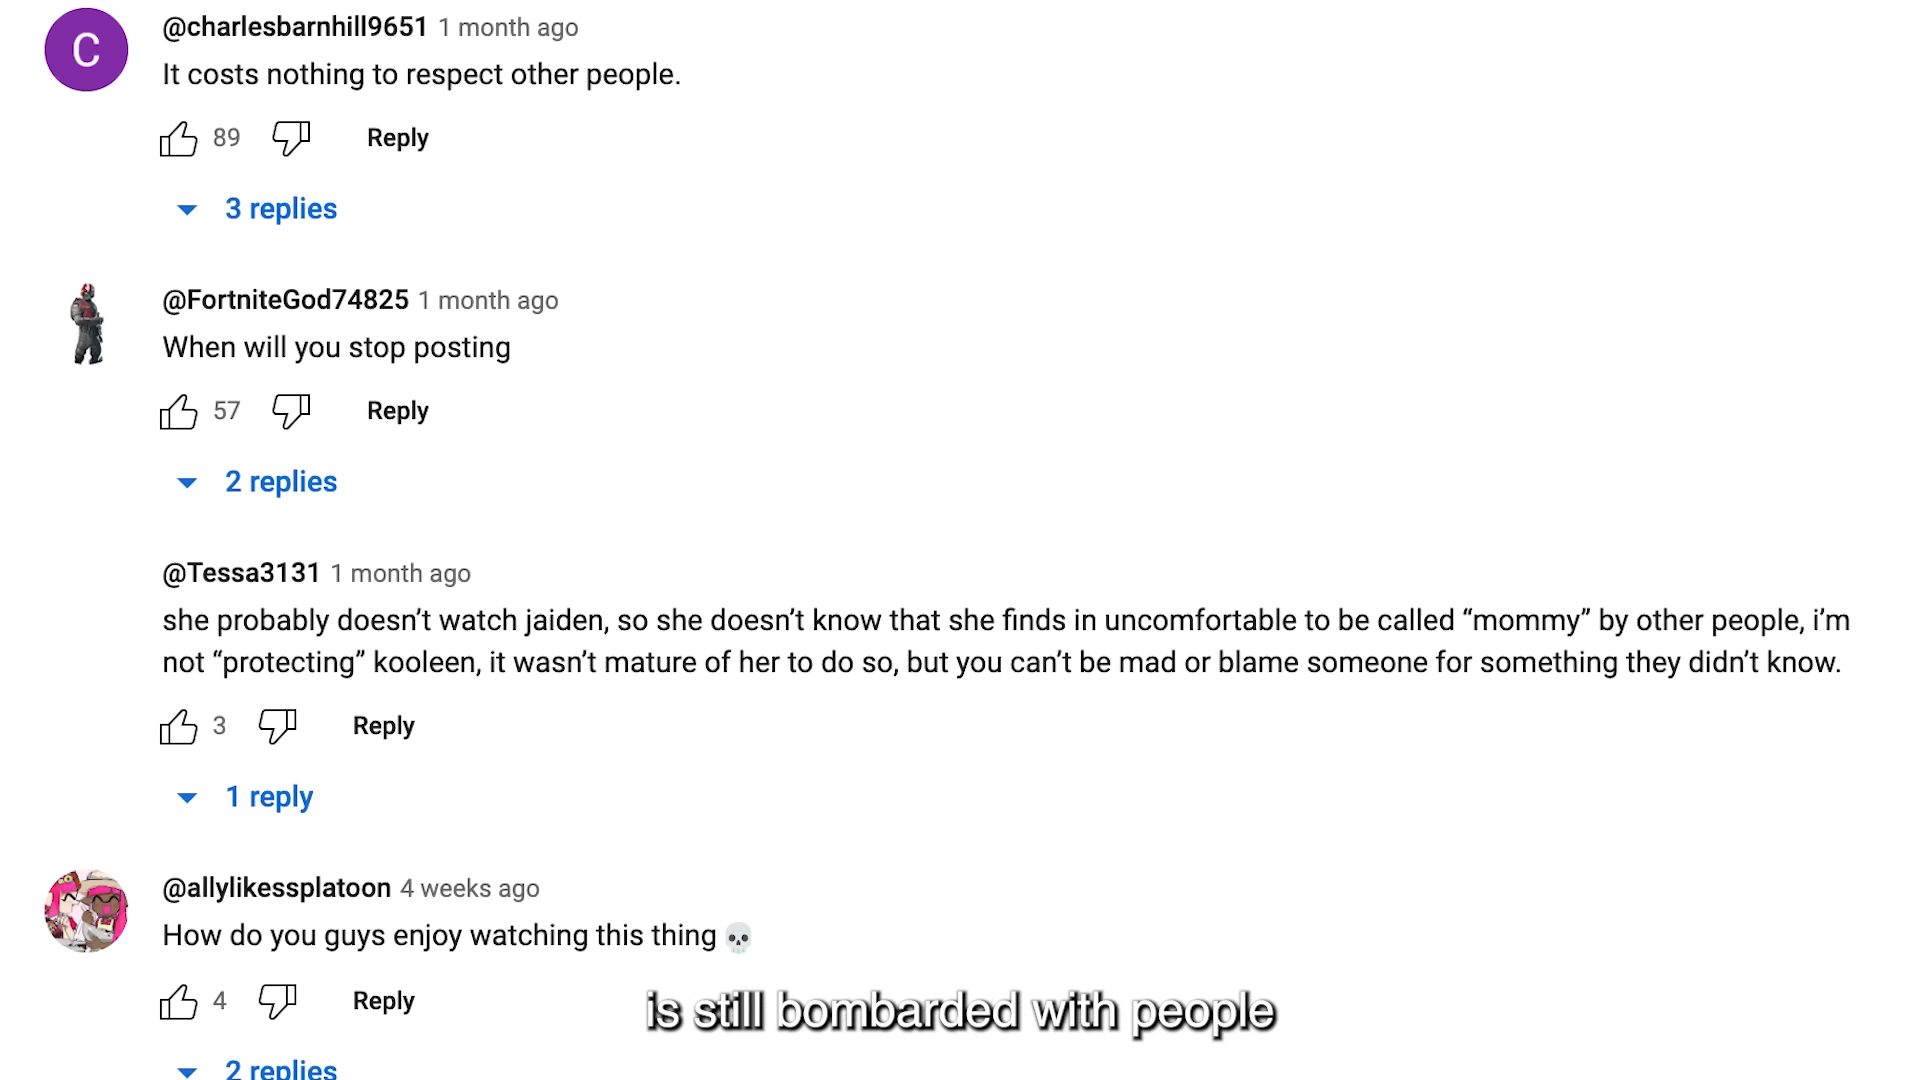 C
@charlesbarnhill9651 1 month ago
It costs nothing to respect other people.
89 Reply
3 replies
@FortniteGod74825 1 month ago
When will you stop posting
57 Reply
2 replies
@Tessa3131 1 month ago
she probably doesn’t watch jaiden, so she doesn’t know that she finds in uncomfortable to be called “mommy” by other people, i’m
not “protecting” kooleen, it wasn’t mature of her to do so, but you can’t be mad or blame someone for something they didn’t know.
3 Reply
1 reply
@allylikessplatoon 4 weeks ago
How do you guys enjoy watching this thing 💀
4 Reply
is still bombarded with people
2 replies